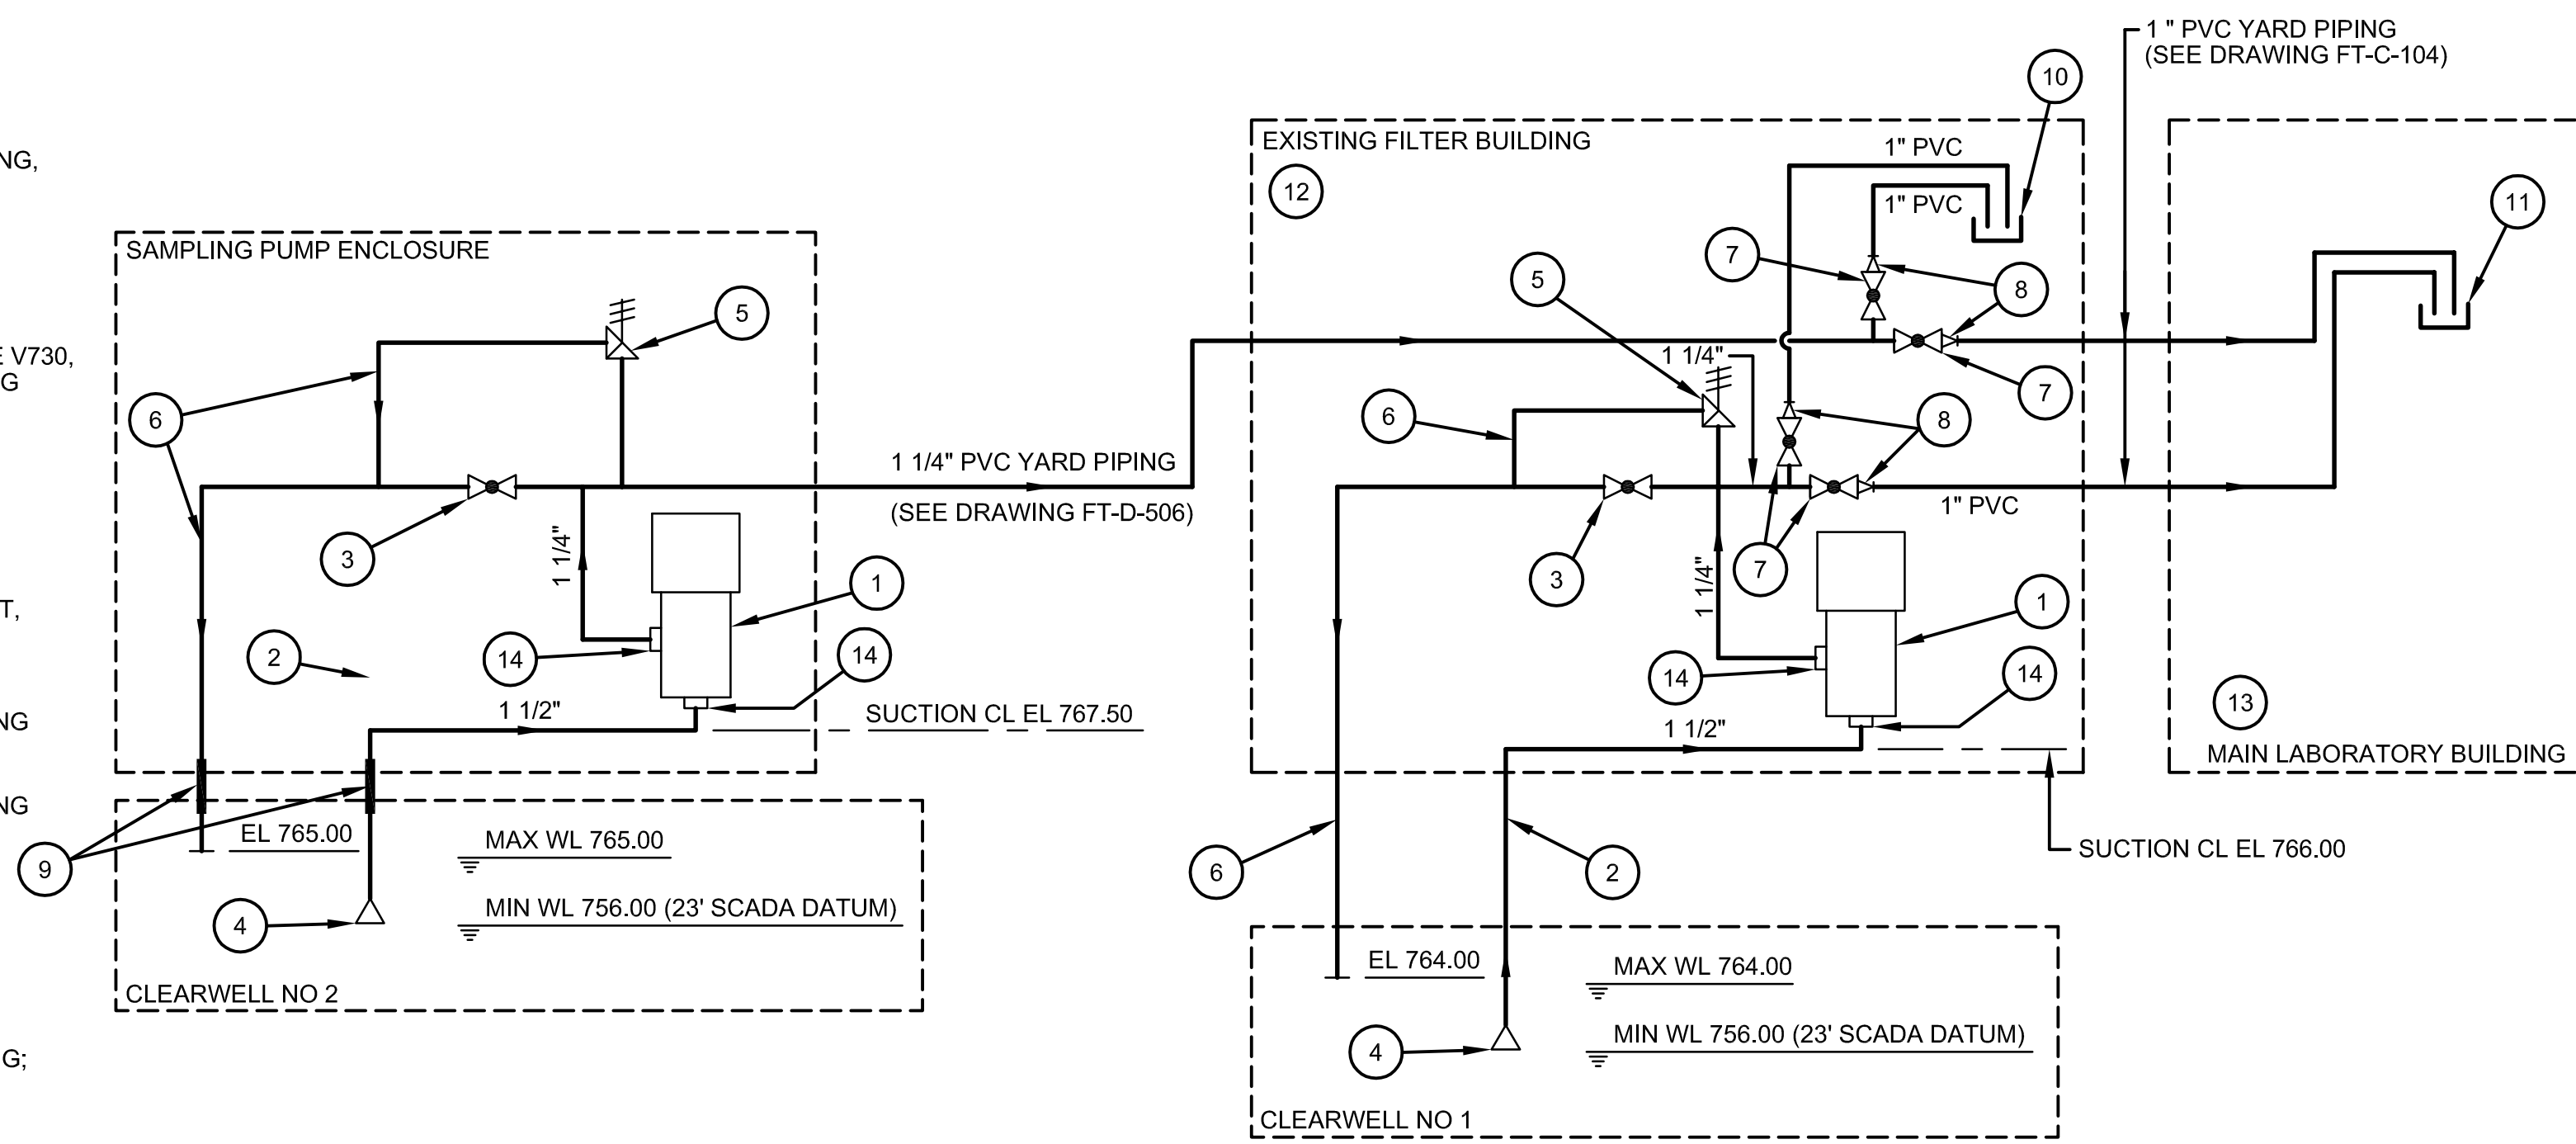 NG,
E V730,
G
T,
NG
NG
G;
SAMPLING PUMP ENCLOSURE
5
6
3
2
1 1/4"
1
14
14
1 1/2"
SUCTION CL EL 767.50
1 1/4" PVC YARD PIPING
(SEE DRAWING FT-D-506)
9
EL 765.00
MAX WL 765.00
MIN WL 756.00 (23' SCADA DATUM)
4
CLEARWELL NO 2
EXISTING FILTER BUILDING
12
1" PVC
1" PVC
10
7
8
5
1 1/4"
7
6
8
3
7
1" PVC
1 1/4"
1
14
14
1 1/2"
SUCTION CL EL 766.00
6
2
EL 764.00
MAX WL 764.00
MIN WL 756.00 (23' SCADA DATUM)
4
CLEARWELL NO 1
1 " PVC YARD PIPING
(SEE DRAWING FT-C-104)
11
13
MAIN LABORATORY BUILDING